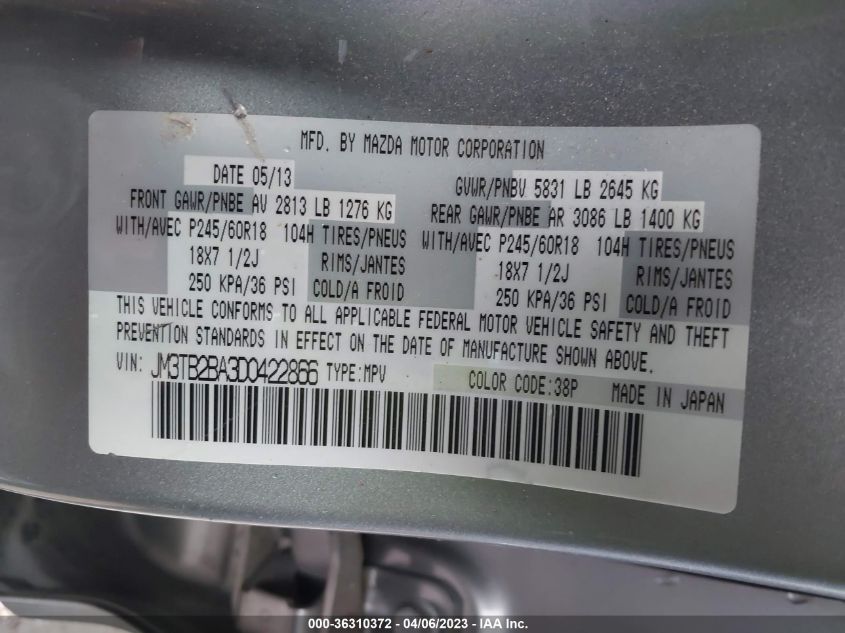 MFD. BY MAZDA MOTOR CORPORATION
DATE 05/13 GVWR/PNBV 5831 LB 2645 KG
FRONT GAWR/PNBE AV 2813 LB 1276 KG REAR GAWR/PNBE AR 3086 LB 1400 KG
WITH/AVEC P245/60R18 104H TIRES/PNEUS WITH/AVEC P245/60R18 104H TIRES/PNEUS
18X7 1/2J RIMS/JANTES 18X7 1/2J RIMS/JANTES
250 KPA/36 PSI COLD/A FROID 250 KPA/36 PSI COLD/A FROID
THIS VEHICLE CONFORMS TO ALL APPLICABLE FEDERAL MOTOR VEHICLE SAFETY AND THEFT
PREVENTION STANDARDS IN EFFECT ON THE DATE OF MANUFACTURE SHOWN ABOVE.
VIN: JM3TB2BA3D0422866 TYPE:MPV COLOR CODE:38P MADE IN JAPAN
000-36310372 - 04/06/2023 - IAA Inc.